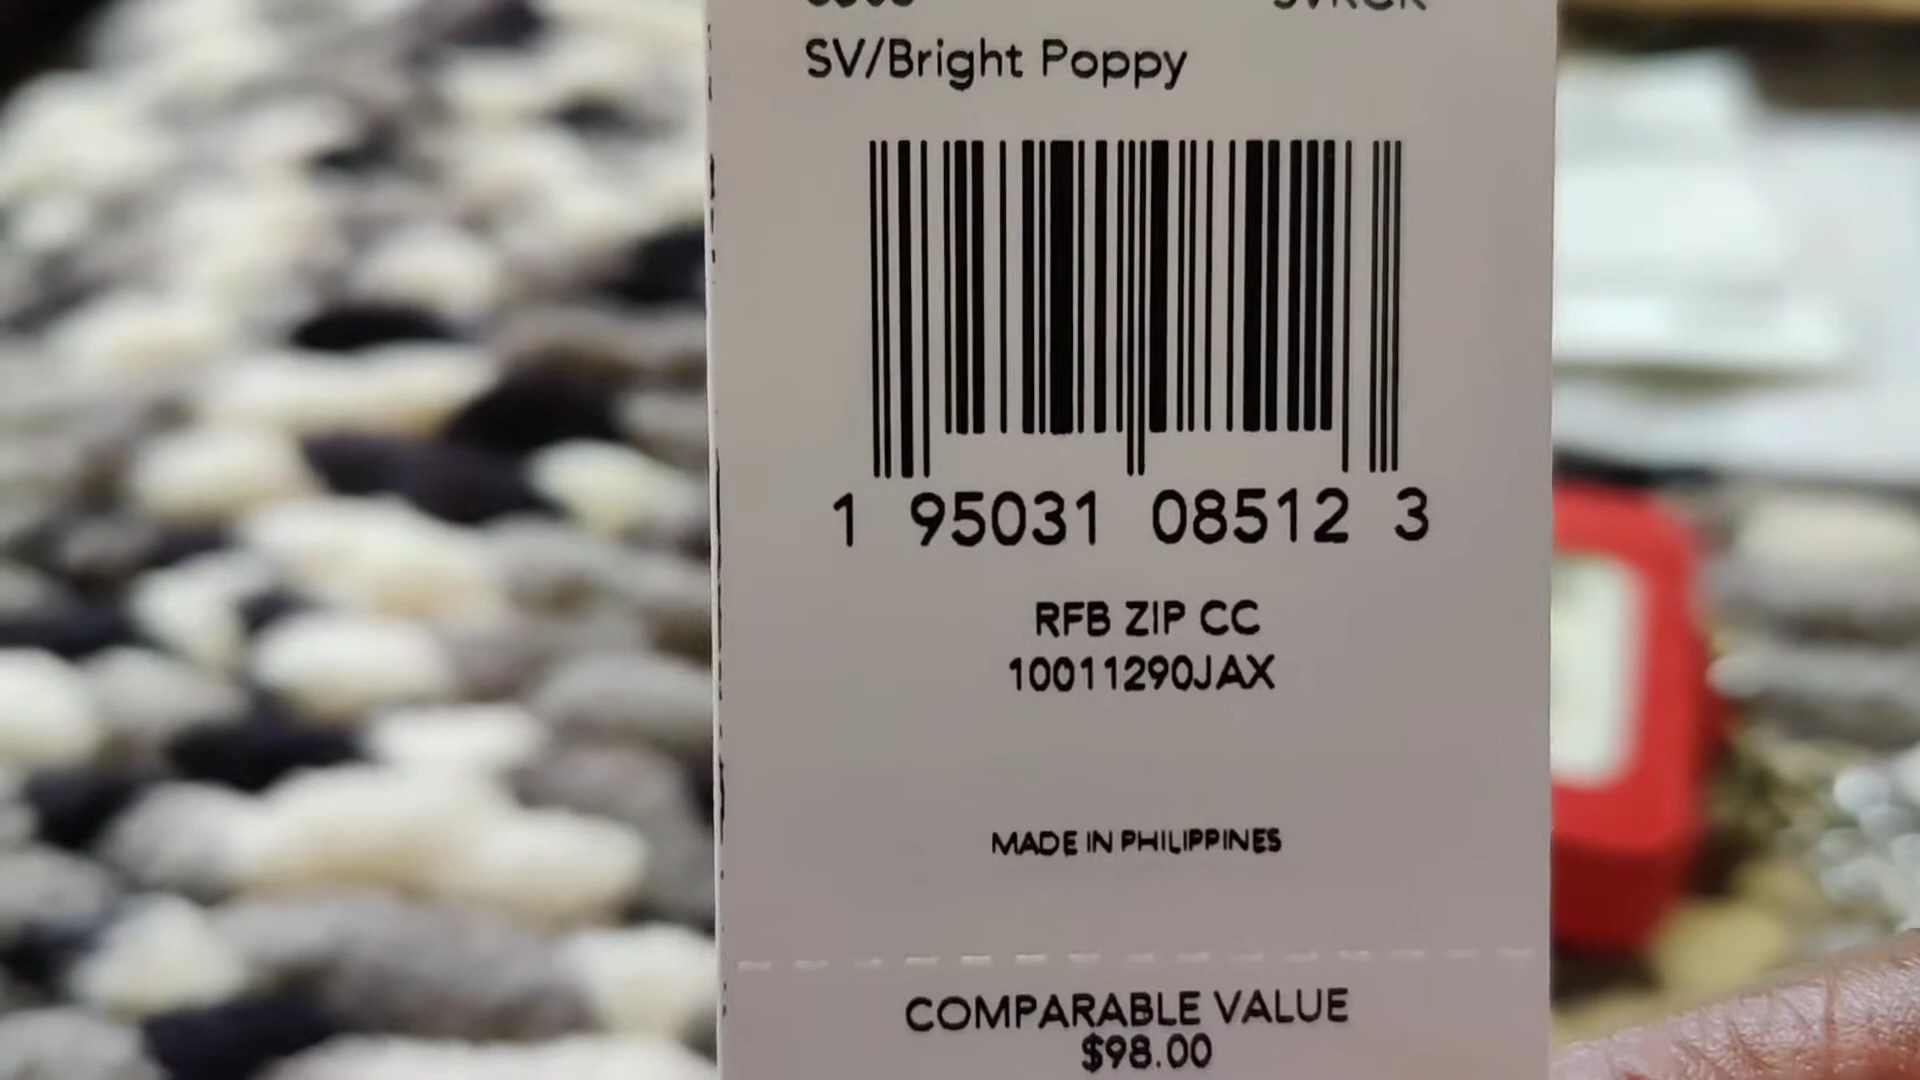 SV/Bright Poppy
1 95031 08512 3
RFB ZIP CC
10011290JAX
MADE IN PHILIPPINES
COMPARABLE VALUE
$98.00